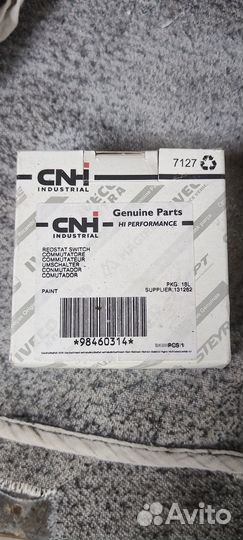 CNH
INDUSTRIAL
7127
CNH
INDUSTRIAL
Genuine Parts
HI PERFORMANCE
REOSTAT SWITCH
COMMUTATORE
COMMUTATEUR
UMSCHALTER
CONMUTADOR
COMUTADOR
PAINT
PKG: 18L
SUPPLIER:131262
*98460314*
PCS/1
STEYR
Avito